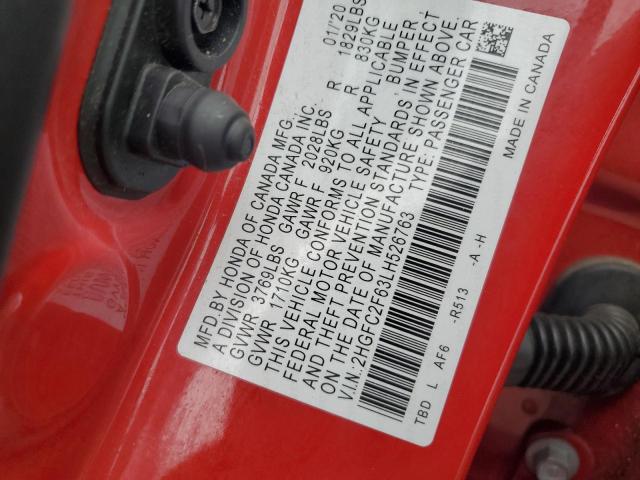 MFD BY HONDA OF CANADA MFG.
A DIVISION OF HONDA CANADA INC. 01/'20
GVWR 3769LBS GAWR F 2028LBS R 1829LBS
GVWR 1710KG GAWR F 920KG R 830KG
THIS VEHICLE CONFORMS TO ALL APPLICABLE
FEDERAL MOTOR VEHICLE SAFETY, BUMPER,
AND THEFT PREVENTION STANDARDS IN EFFECT
ON THE DATE OF MANUFACTURE SHOWN ABOVE.
V.I.N.: 2HGFC2F63LH526763 TYPE: PASSENGER CAR
TBD L AF6 -R513 -A -H MADE IN CANADA